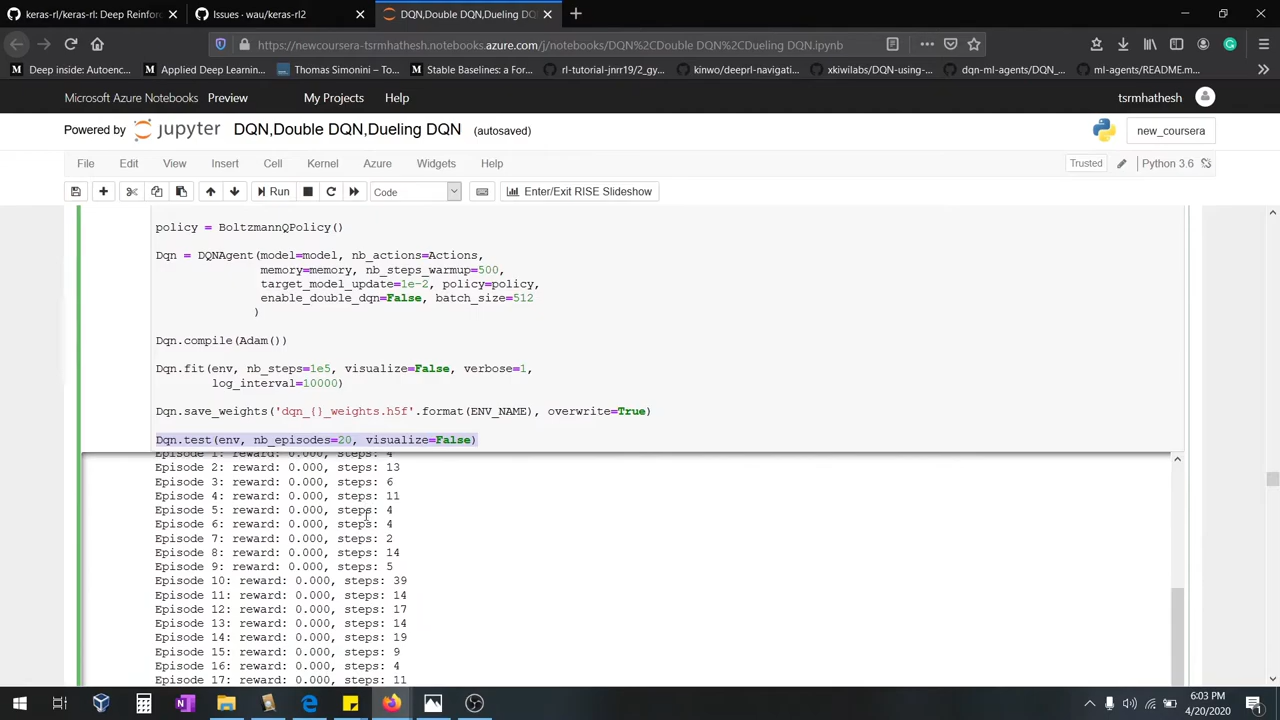 keras-rl/keras-rl: Deep Reinforc
Issues · wau/keras-rl2
DQN,Double DQN,Dueling DQN
https://newcoursera-tsrmhathesh.notebooks.azure.com/j/notebooks/DQN%2CDouble DQN%2CDueling DQN.ipynb
Deep inside: Autoenc...
Applied Deep Learnin...
Thomas Simonini – To...
Stable Baselines: a For...
rl-tutorial-jnrr19/2_gy...
kinwo/deeprl-navigati...
xkiwilabs/DQN-using-...
dqn-ml-agents/DQN_...
ml-agents/README.m...
Microsoft Azure Notebooks
Preview
My Projects
Help
tsrmhathesh
Powered by
jupyter
DQN,Double DQN,Dueling DQN
(autosaved)
new_coursera
File
Edit
View
Insert
Cell
Kernel
Azure
Widgets
Help
Trusted
Python 3.6
Run
Code
Enter/Exit RISE Slideshow
policy = BoltzmannQPolicy()
Dqn = DQNAgent(model=model, nb_actions=Actions,
memory=memory, nb_steps_warmup=500,
target_model_update=1e-2, policy=policy,
enable_double_dqn=False, batch_size=512
)
Dqn.compile(Adam())
Dqn.fit(env, nb_steps=1e5, visualize=False, verbose=1,
log_interval=10000)
Dqn.save_weights('dqn_{}_weights.h5f'.format(ENV_NAME), overwrite=True)
Dqn.test(env, nb_episodes=20, visualize=False)
Episode 1: reward: 0.000, steps: 4
Episode 2: reward: 0.000, steps: 13
Episode 3: reward: 0.000, steps: 6
Episode 4: reward: 0.000, steps: 11
Episode 5: reward: 0.000, steps: 4
Episode 6: reward: 0.000, steps: 4
Episode 7: reward: 0.000, steps: 2
Episode 8: reward: 0.000, steps: 14
Episode 9: reward: 0.000, steps: 5
Episode 10: reward: 0.000, steps: 39
Episode 11: reward: 0.000, steps: 14
Episode 12: reward: 0.000, steps: 17
Episode 13: reward: 0.000, steps: 14
Episode 14: reward: 0.000, steps: 19
Episode 15: reward: 0.000, steps: 9
Episode 16: reward: 0.000, steps: 4
Episode 17: reward: 0.000, steps: 11
6:03 PM
4/20/2020